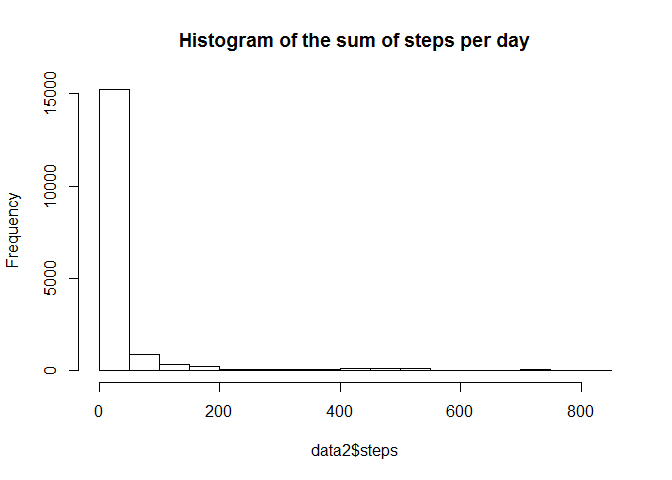 Histogram of the sum of steps per day
Frequency
15000
10000
5000
0
0 200 400 600 800
data2$steps